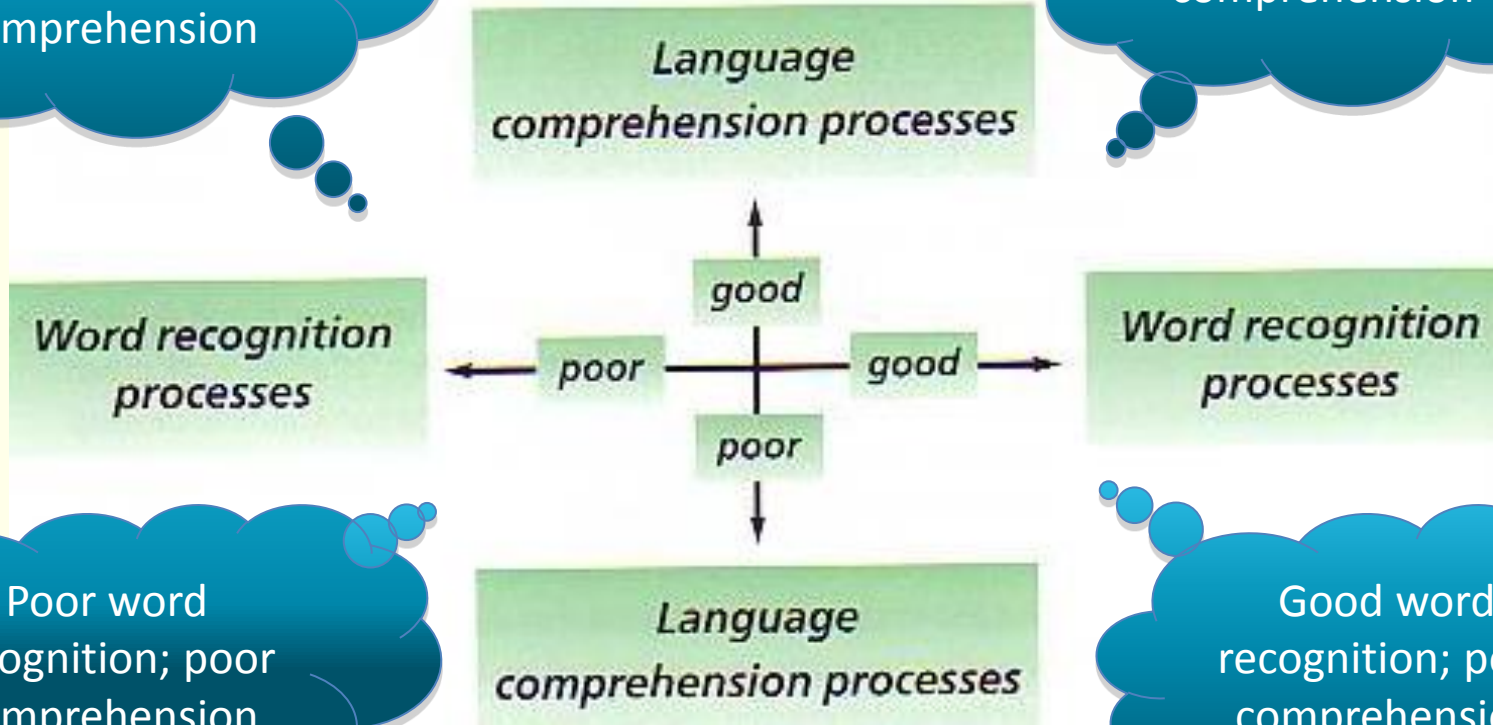 mprehension
Language
comprehension processes
good
Word recognition
processes
poor
good
Word recognition
processes
poor
Poor word
ognition; poor
mprehension
Language
comprehension processes
Good word
recognition; p
comprehensi